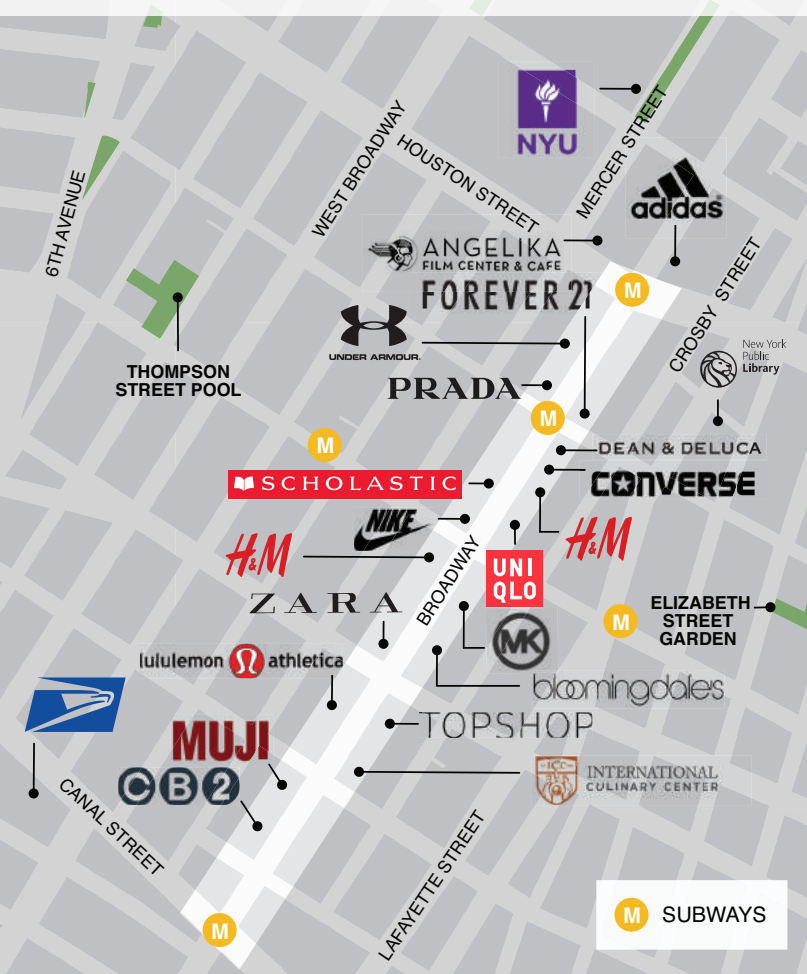 NYU
MERCER STREET
WEST BROADWAY
HOUSTON STREET
6TH AVENUE
adidas
ANGELIKA
FILM CENTER & CAFE
FOREVER 21
M
CROSBY STREET
UNDER ARMOUR
New York
Public
Library
THOMPSON
STREET POOL
PRADA
M
M
DEAN & DELUCA
SCHOLASTIC
CONVERSE
NIKE
H&M
H&M
UNI
QLO
BROADWAY
ZARA
ELIZABETH
STREET
GARDEN
M
MK
lululemon athletica
bloomingdale's
TOPSHOP
MUJI
CB2
ICC
INTERNATIONAL
CULINARY CENTER
CANAL STREET
LAFAYETTE STREET
M
M SUBWAYS